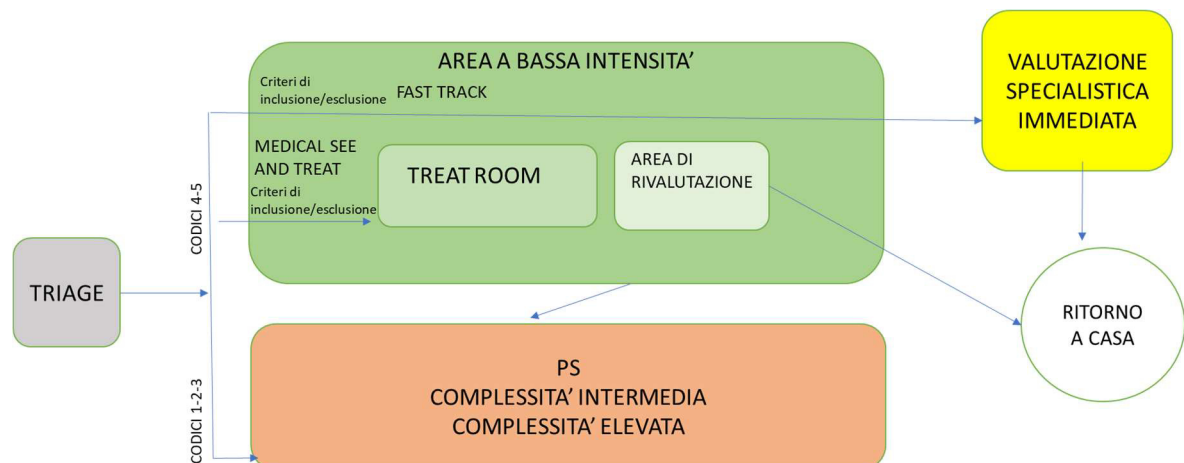 AREA A BASSA INTENSITA’
Criteri di
inclusione/esclusione
FAST TRACK
MEDICAL SEE
AND TREAT
Criteri di
inclusione/esclusione
TREAT ROOM
AREA DI
RIVALUTAZIONE
VALUTAZIONE
SPECIALISTICA
IMMEDIATA
CODICI 4-5
TRIAGE
RITORNO
A CASA
CODICI 1-2-3
PS
COMPLESSITA’ INTERMEDIA
COMPLESSITA’ ELEVATA